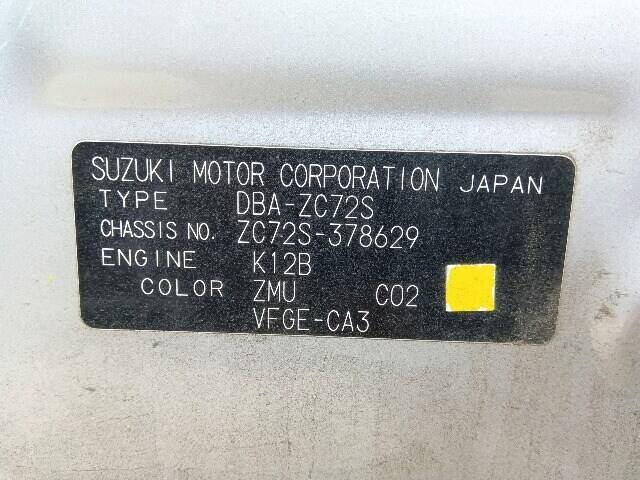 SUZUKI MOTOR CORPORATION JAPAN
TYPE DBA-ZC72S
CHASSIS NO. ZC72S-378629
ENGINE K12B
COLOR ZMU C02
VFGE-CA3